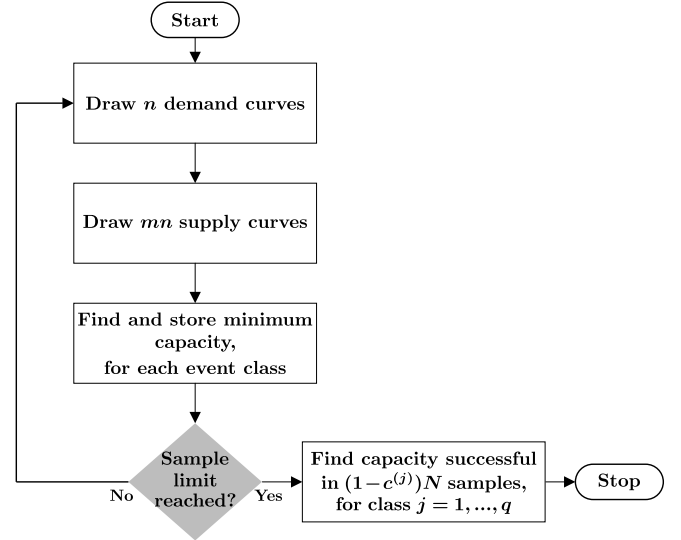 Start
Draw n demand curves
Draw mn supply curves
Find and store minimum
capacity,
for each event class
Sample
limit
reached?
No
Yes
Find capacity successful
in (1−c^(j))N samples,
for class j = 1, ..., q
Stop